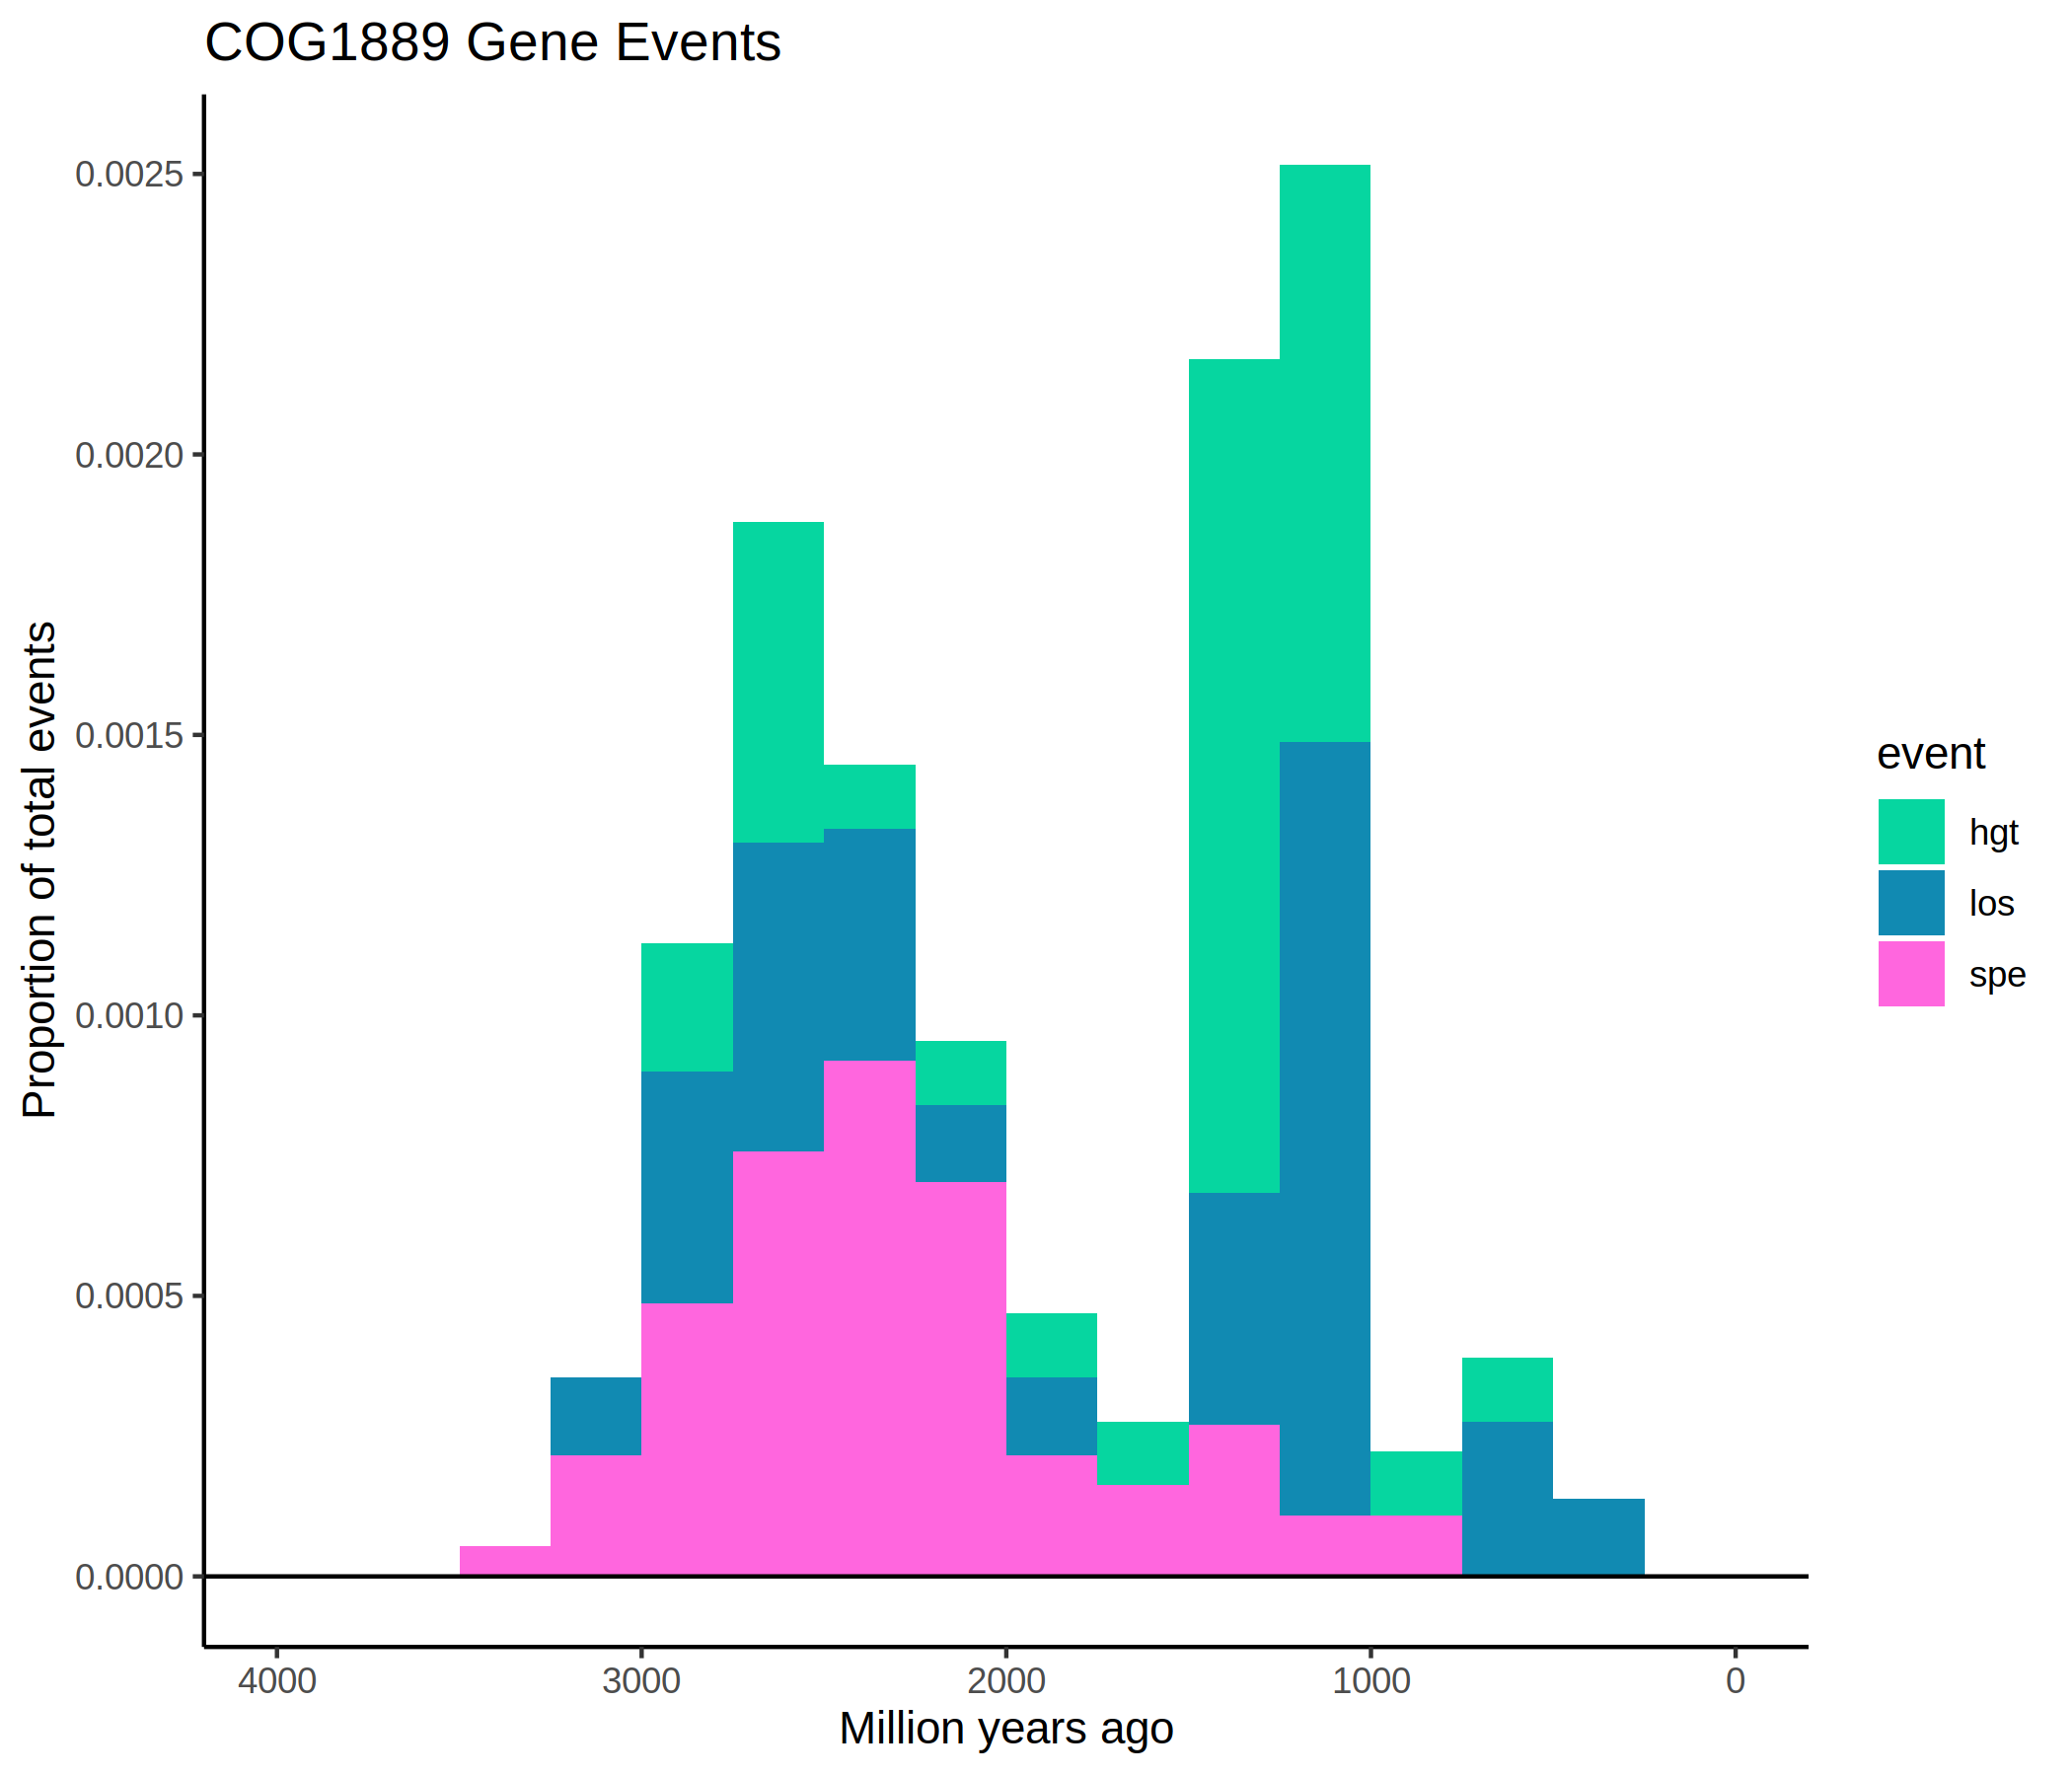 COG1889 Gene Events
Proportion of total events
0.0025
0.0020
0.0015
0.0010
0.0005
0.0000
4000 3000 2000 1000 0
Million years ago
event
hgt
los
spe